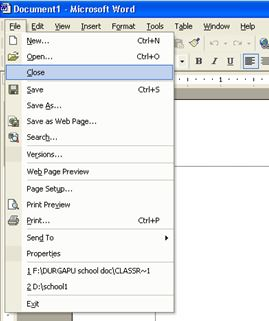 Document1 - Microsoft Word
File Edit View Insert Format Tools Table Window H
New... Ctrl+N
Open... Ctrl+O
Close
Save Ctrl+S
Save As...
Save as Web Page...
Search...
Versions...
Web Page Preview
Page Setup...
Print Preview
Print... Ctrl+P
Send To
Properties
1 F:\DURGAPU school doc\CLASSR~1
2 D:\school1
Exit
B I U
1